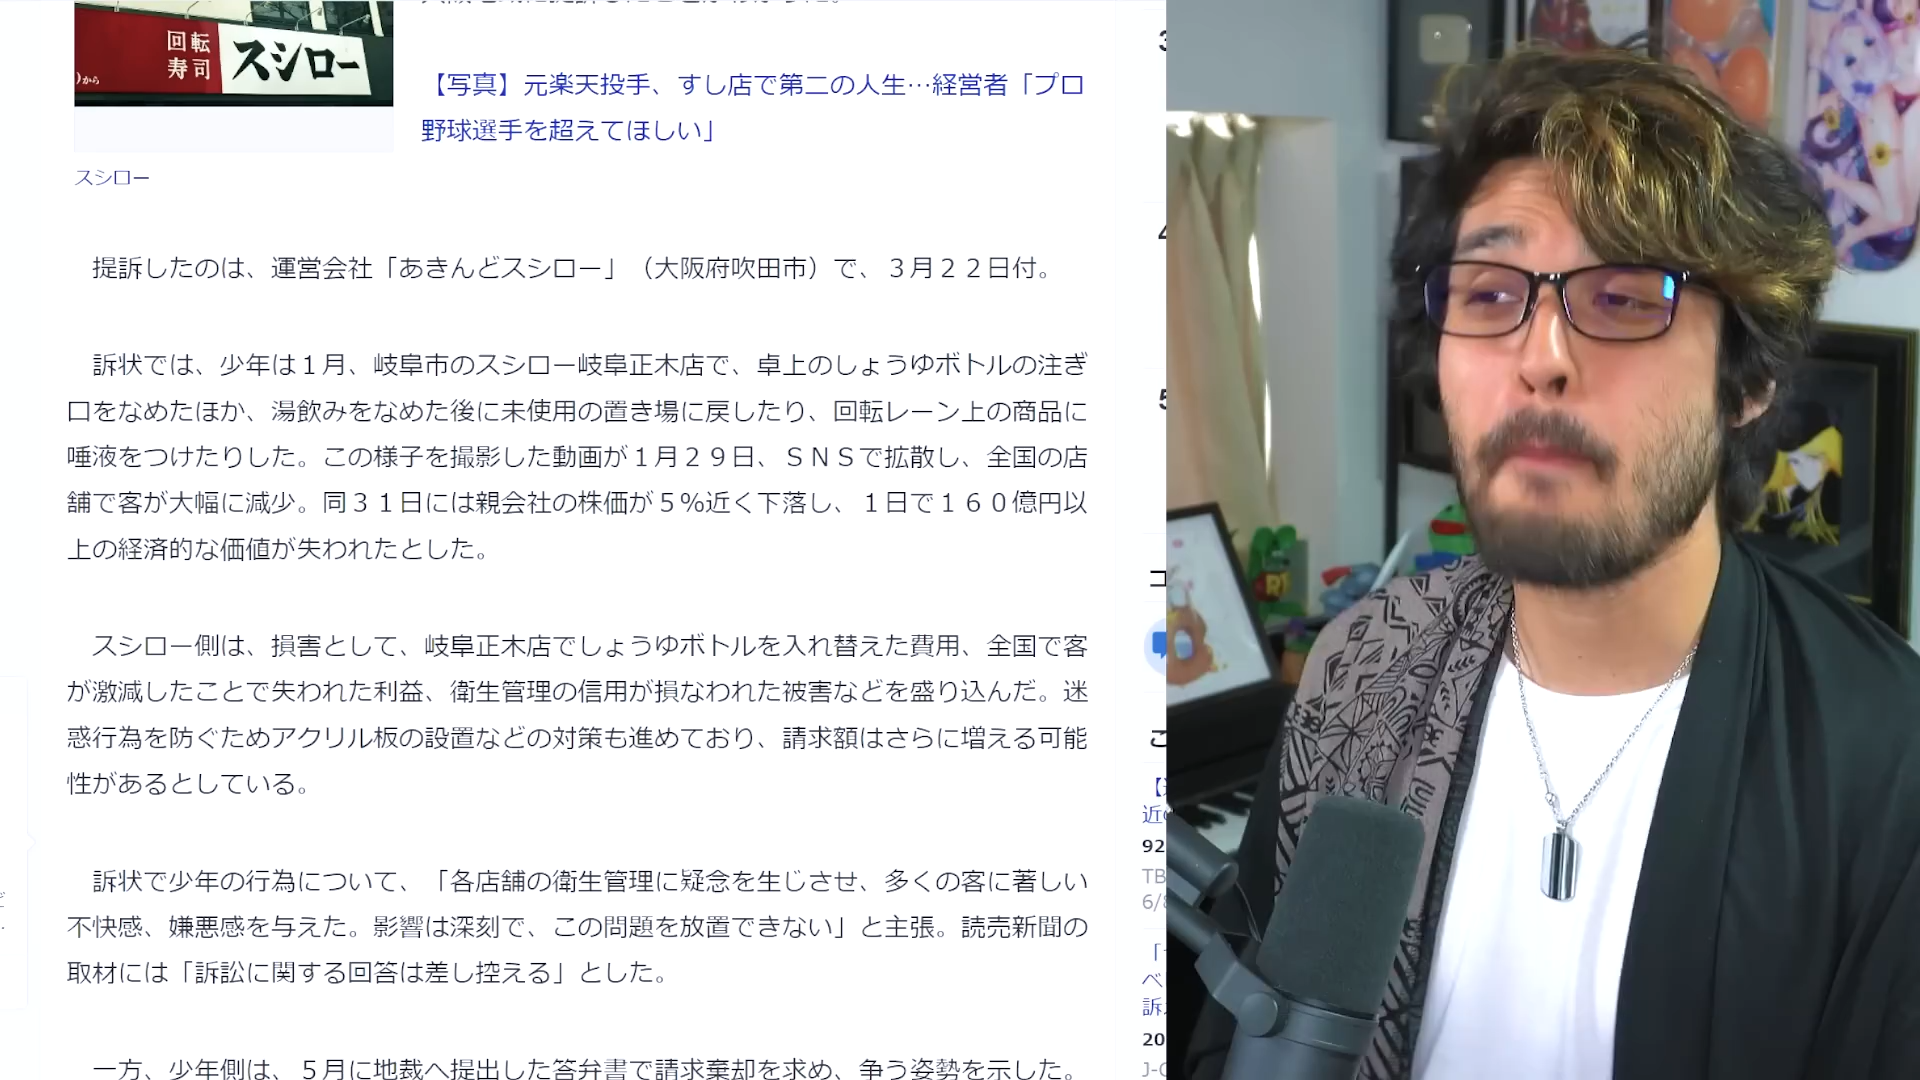 回転
寿司
スシロー
から
【写真】元楽天投手、すし店で第二の人生…経営者「プロ
野球選手を超えてほしい」
スシロー
提訴したのは、運営会社「あきんどスシロー」（大阪府吹田市）で、３月２２日付。
訴状では、少年は１月、岐阜市のスシロー岐阜正木店で、卓上のしょうゆボトルの注ぎ
口をなめたほか、湯飲みをなめた後に未使用の置き場に戻したり、回転レーン上の商品に
唾液をつけたりした。この様子を撮影した動画が１月２９日、ＳＮＳで拡散し、全国の店
舗で客が大幅に減少。同３１日には親会社の株価が５％近く下落し、１日で１６０億円以
上の経済的な価値が失われたとした。
スシロー側は、損害として、岐阜正木店でしょうゆボトルを入れ替えた費用、全国で客
が激減したことで失われた利益、衛生管理の信用が損なわれた被害などを盛り込んだ。迷
惑行為を防ぐためアクリル板の設置などの対策も進めており、請求額はさらに増える可能
性があるとしている。
訴状で少年の行為について、「各店舗の衛生管理に疑念を生じさせ、多くの客に著しい
不快感、嫌悪感を与えた。影響は深刻で、この問題を放置できない」と主張。読売新聞の
取材には「訴訟に関する回答は差し控える」とした。
一方、少年側は、５月に地裁へ提出した答弁書で請求棄却を求め、争う姿勢を示した。
4
5
コ
こ
92
TB
6/
20
J-C